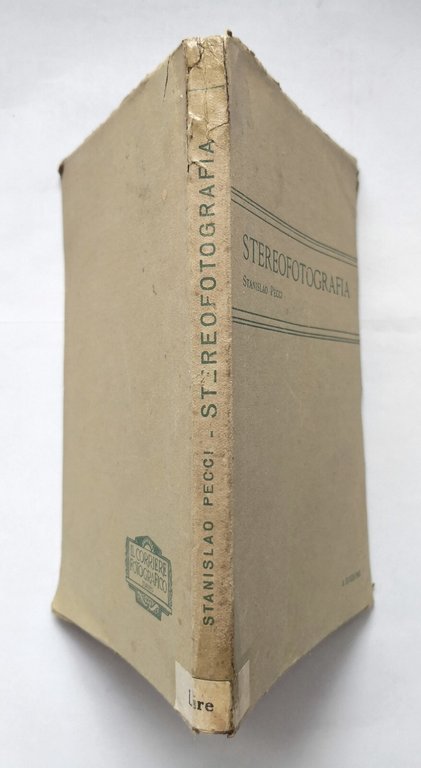 STANISLAO PECCI - STEREOFOTOGRAFIA
lire
STEREOFOTOGRAFIA
STANISLAO PECCI
IL CORRIERE
FOTOGRAFICO